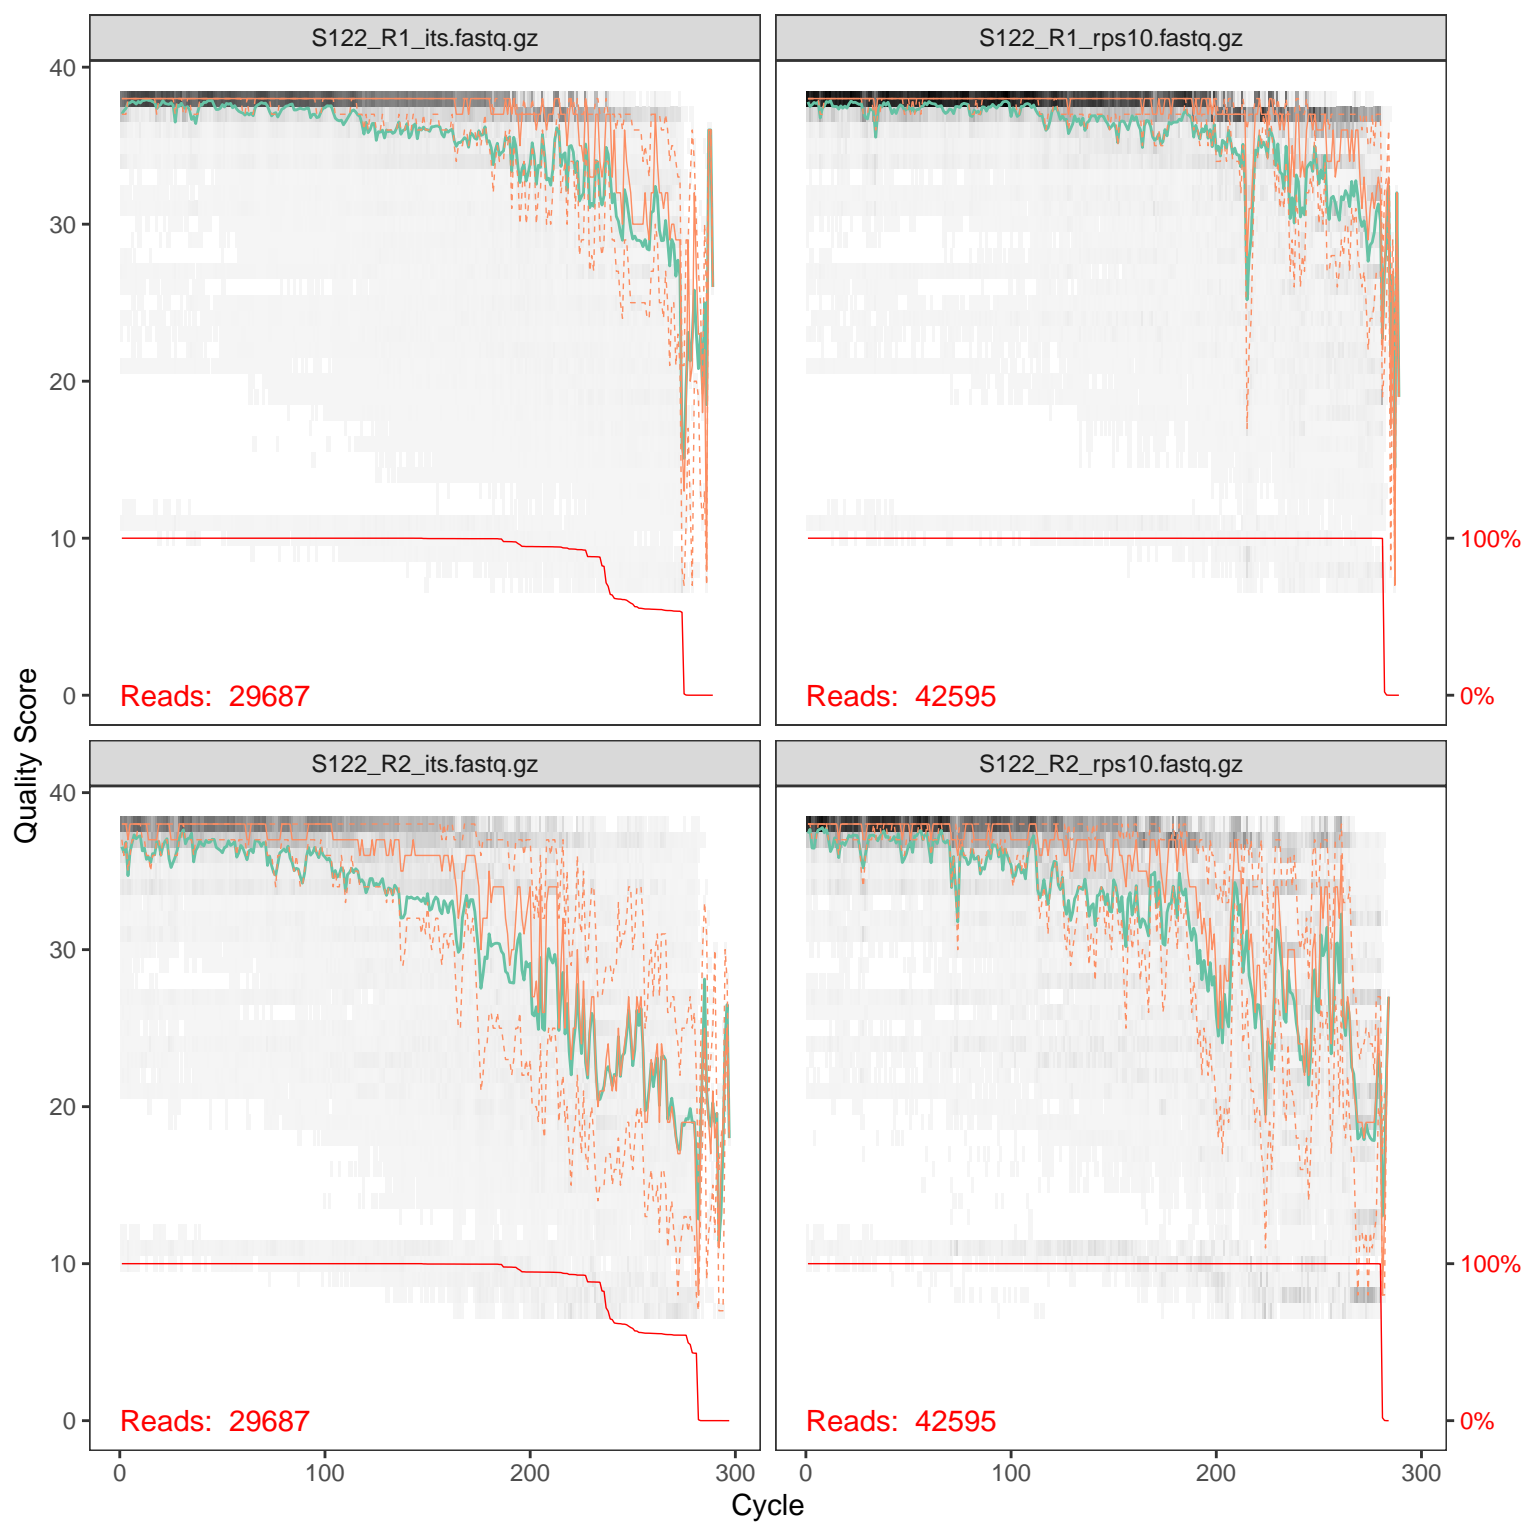 S122_R1_its.fastq.gz
S122_R1_rps10.fastq.gz
40
30
20
10
0
100%
0%
Reads: 29687
Reads: 42595
Quality Score
S122_R2_its.fastq.gz
S122_R2_rps10.fastq.gz
40
30
20
10
0
100%
0%
Reads: 29687
Reads: 42595
0
100
200
300
0
100
200
300
Cycle